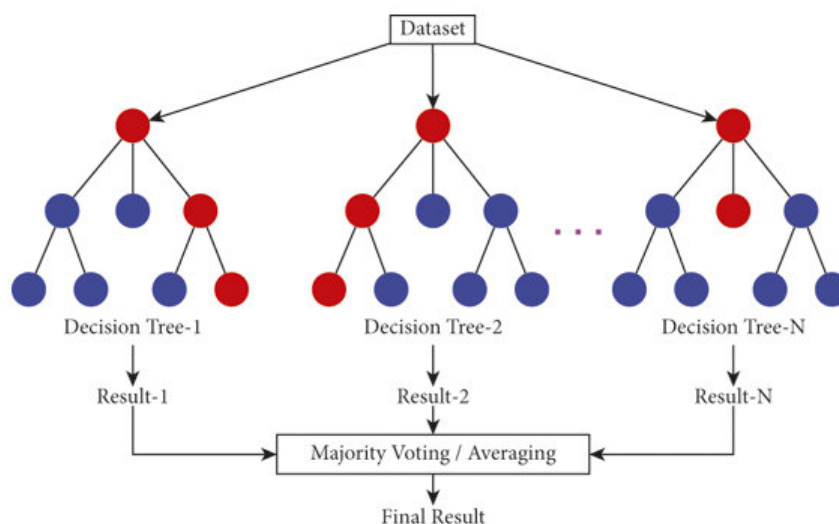 Dataset
. . .
Decision Tree-1
Decision Tree-2
Decision Tree-N
Result-1
Result-2
Result-N
Majority Voting / Averaging
Final Result